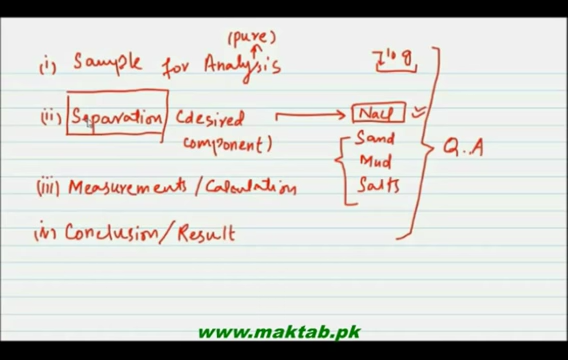 (pure)
(i) Sample for Analysis
(ii) Separation (desired component) → NaCl ✓
Sand
Mud
Salts
Q.A
(iii) Measurements/Calculation
(iv) Conclusion/Result
www.maktab.pk